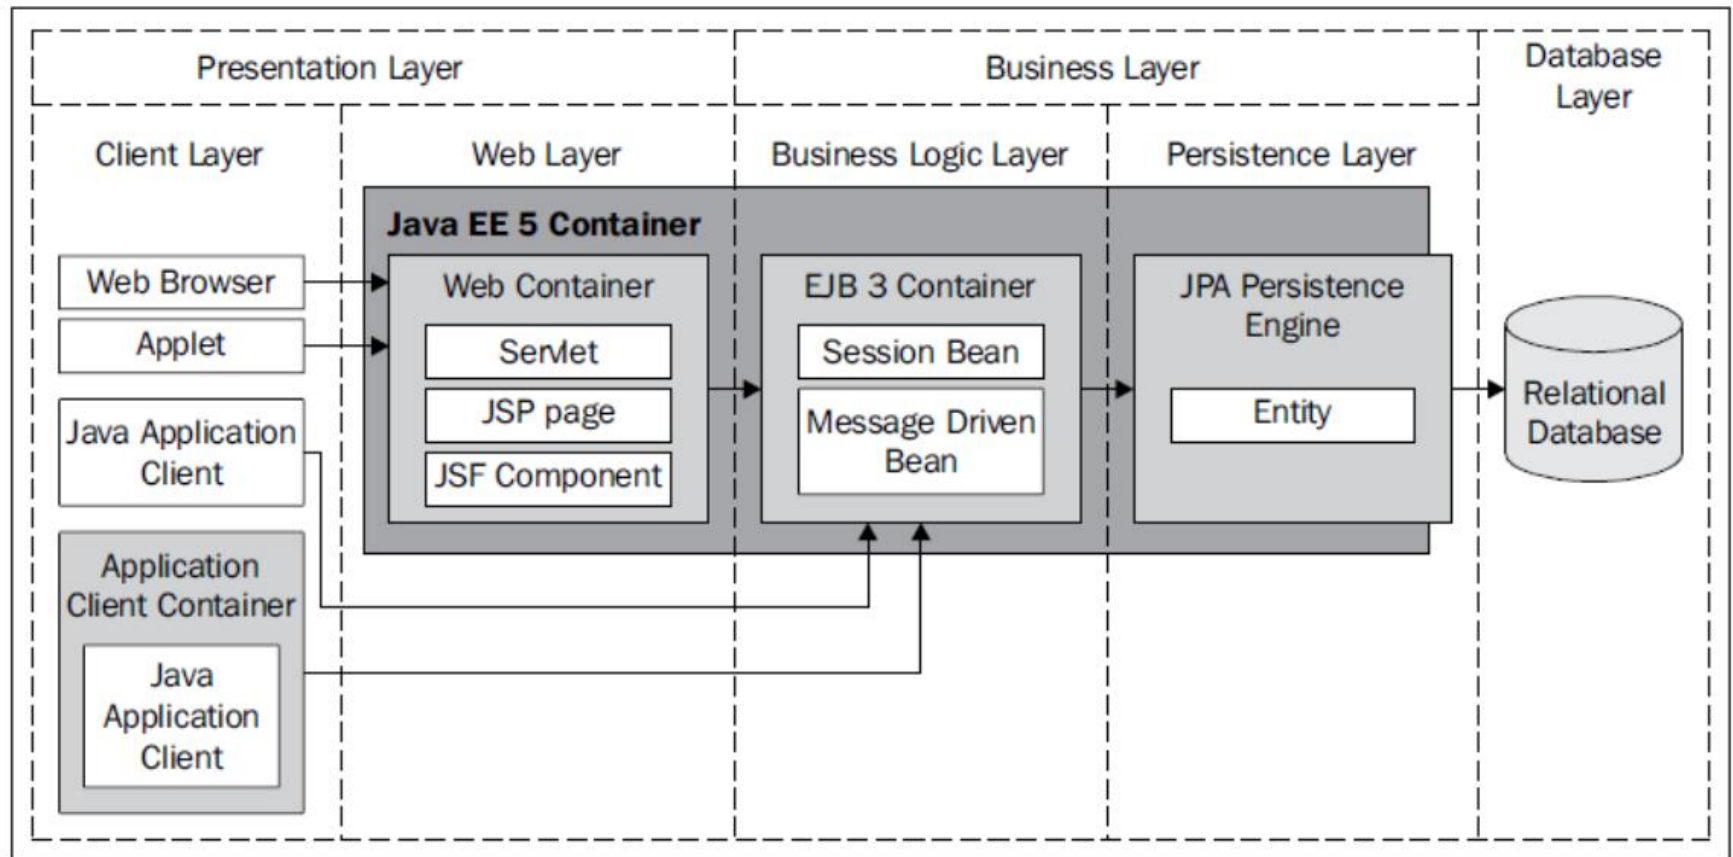 Presentation Layer
Business Layer
Database
Layer
Client Layer
Web Layer
Business Logic Layer
Persistence Layer
Java EE 5 Container
Web Browser
Applet
Java Application
Client
Application
Client Container
Java
Application
Client
Web Container
Servlet
JSP page
JSF Component
EJB 3 Container
Session Bean
Message Driven
Bean
JPA Persistence
Engine
Entity
Relational
Database